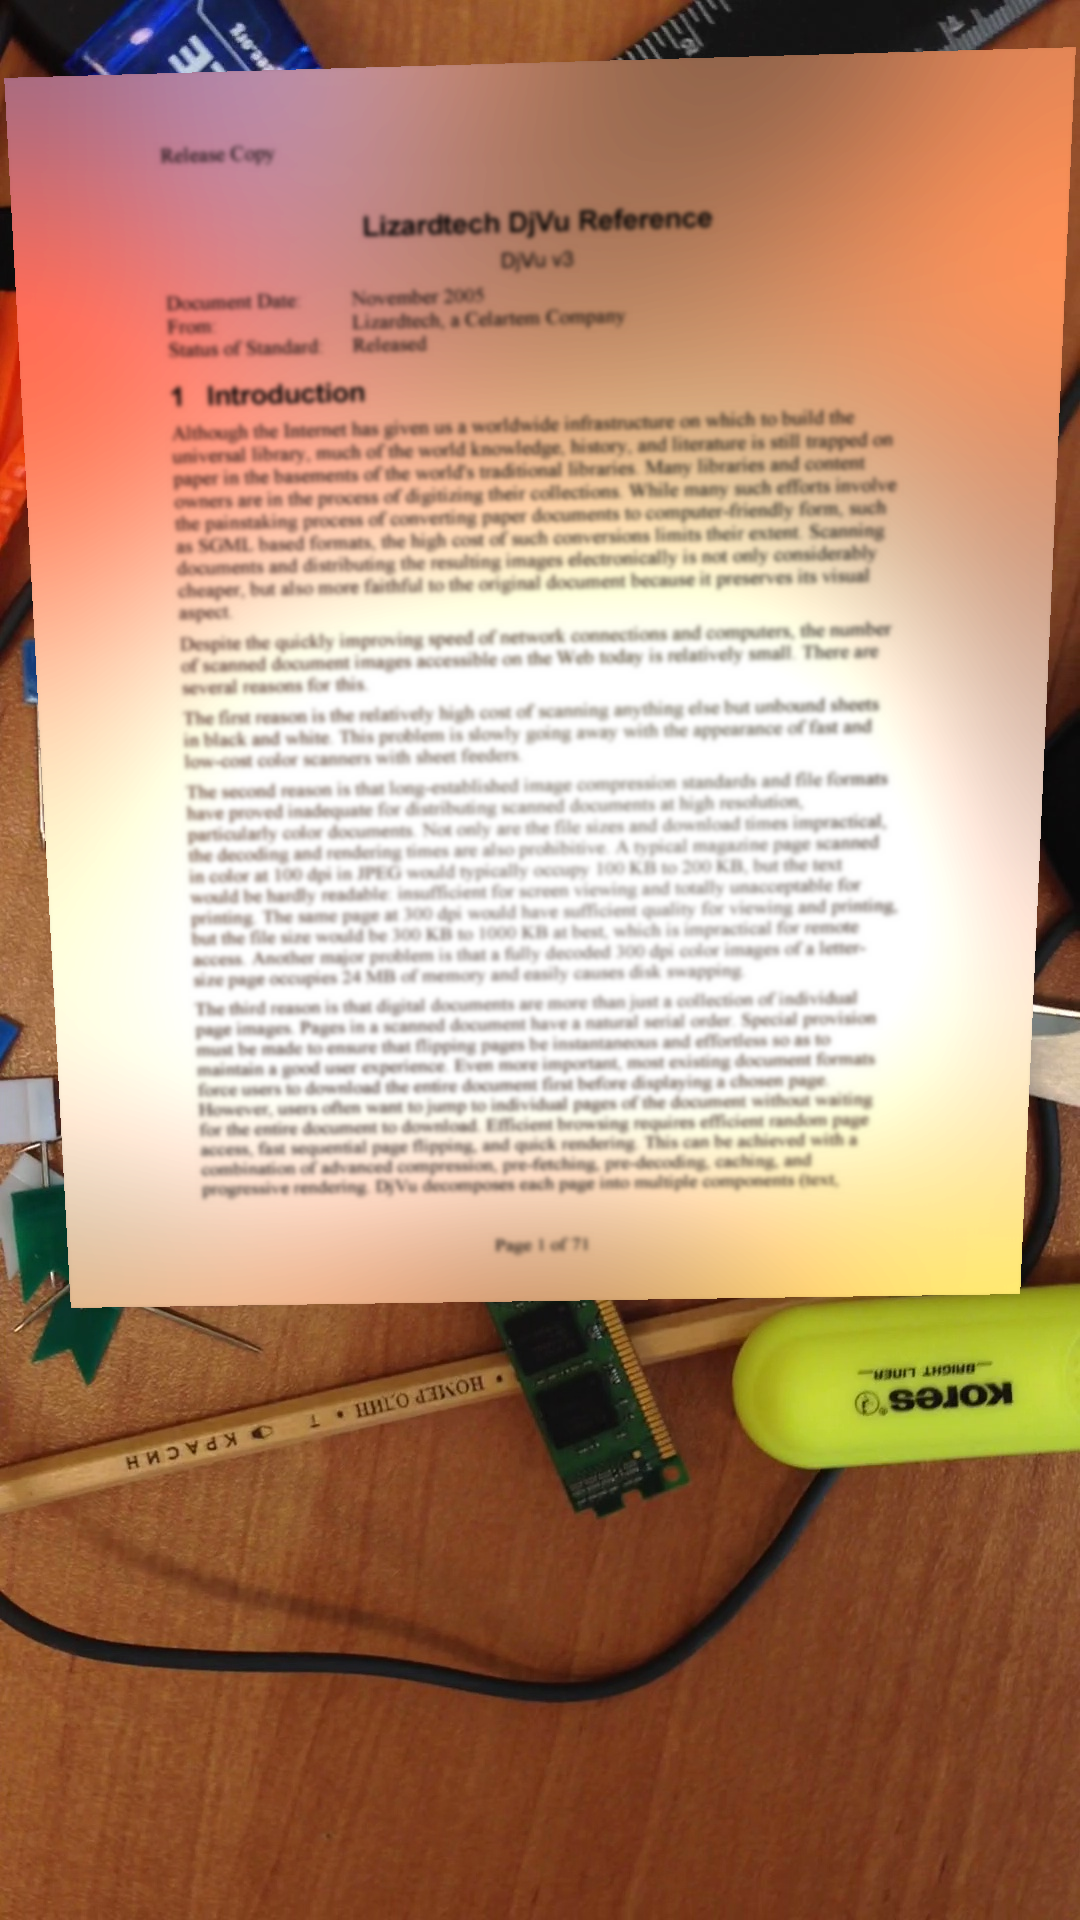 Release Copy
Lizardtech DjVu Reference
DjVu v3
Document Date: November 2005
From: Lizardtech, a Celartem Company
Status of Standard: Released
1 Introduction
Although the Internet has given us a worldwide infrastructure on which to build the
universal library, much of the world knowledge, history, and literature is still trapped on
paper in the basements of the world's traditional libraries. Many libraries and content
owners are in the process of digitizing their collections. While many such efforts involve
the painstaking process of converting paper documents to computer-friendly form, such
as SGML based formats, the high cost of such conversions limits their extent. Scanning
documents and distributing the resulting images electronically is not only considerably
cheaper, but also more faithful to the original document because it preserves its visual
aspect.
Despite the quickly improving speed of network connections and computers, the number
of scanned document images accessible on the Web today is relatively small. There are
several reasons for this.
The first reason is the relatively high cost of scanning anything else but unbound sheets
in black and white. This problem is slowly going away with the appearance of fast and
low-cost color scanners with sheet feeders.
The second reason is that long-established image compression standards and file formats
have proved inadequate for distributing scanned documents at high resolution,
particularly color documents. Not only are the file sizes and download times impractical,
the decoding and rendering times are also prohibitive. A typical magazine page scanned
in color at 100 dpi in JPEG would typically occupy 100 KB to 200 KB, but the text
would be hardly readable: insufficient for screen viewing and totally unacceptable for
printing. The same page at 300 dpi would have sufficient quality for viewing and printing,
but the file size would be 300 KB to 1000 KB at best, which is impractical for remote
access. Another major problem is that a fully decoded 300 dpi color images of a letter-
size page occupies 24 MB of memory and easily causes disk swapping.
The third reason is that digital documents are more than just a collection of individual
page images. Pages in a scanned document have a natural serial order. Special provision
must be made to ensure that flipping pages be instantaneous and effortless so as to
maintain a good user experience. Even more important, most existing document formats
force users to download the entire document first before displaying a chosen page.
However, users often want to jump to individual pages of the document without waiting
for the entire document to download. Efficient browsing requires efficient random page
access, fast sequential page flipping, and quick rendering. This can be achieved with a
combination of advanced compression, pre-fetching, pre-decoding, caching, and
progressive rendering. DjVu decomposes each page into multiple components (text,
Page 1 of 71
КРАСИН Т • НОМЕР ОДИН •
Kores
BRIGHT LINER